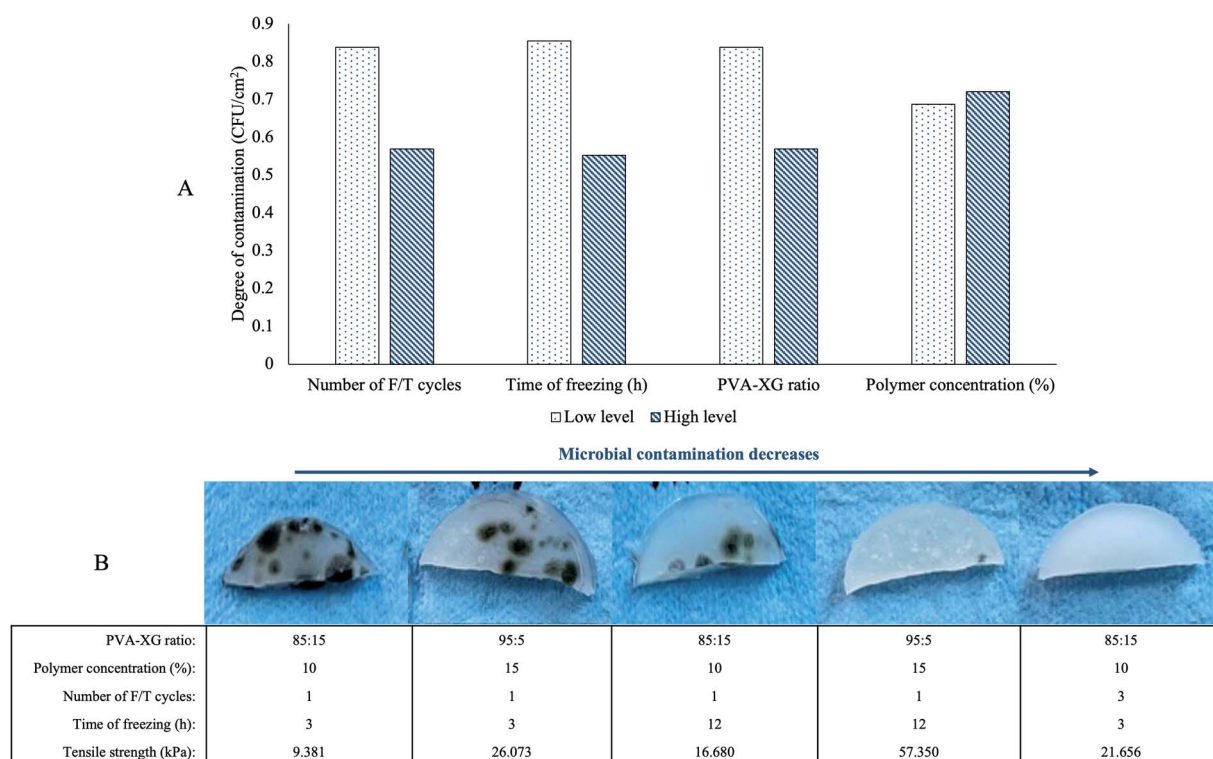 A
Degree of contamination (CFU/cm²)
0.9
0.8
0.7
0.6
0.5
0.4
0.3
0.2
0.1
0
Number of F/T cycles Time of freezing (h) PVA-XG ratio Polymer concentration (%)
Low level High level
Microbial contamination decreases
B
PVA-XG ratio: 85:15 95:5 85:15 95:5 85:15
Polymer concentration (%): 10 15 10 15 10
Number of F/T cycles: 1 1 1 1 3
Time of freezing (h): 3 3 12 12 3
Tensile strength (kPa): 9.381 26.073 16.680 57.350 21.656